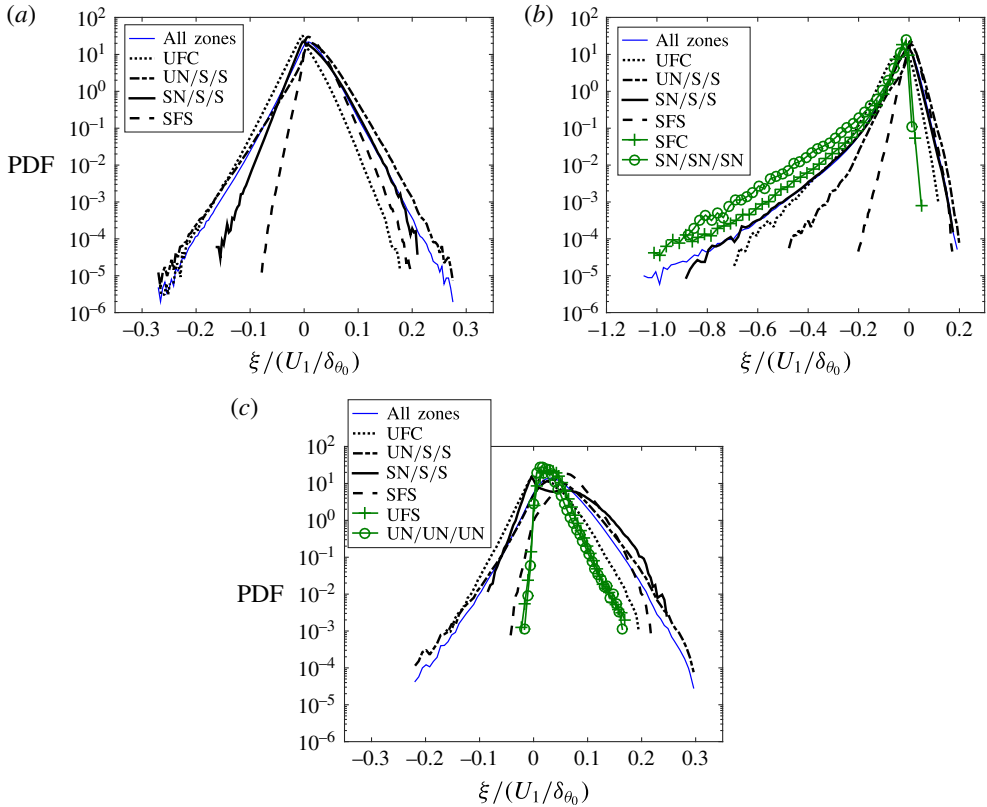 (a)
All zones
UFC
UN/S/S
SN/S/S
SFS
PDF
10^2
10^1
10^0
10^−1
10^−2
10^−3
10^−4
10^−5
10^−6
−0.3 −0.2 −0.1 0 0.1 0.2 0.3
ξ/(U_1/δ_θ_0)
(b)
All zones
UFC
UN/S/S
SN/S/S
SFS
SFC
SN/SN/SN
10^2
10^1
10^0
10^−1
10^−2
10^−3
10^−4
10^−5
10^−6
−1.2 −1.0 −0.8 −0.6 −0.4 −0.2 0 0.2
ξ/(U_1/δ_θ_0)
(c)
All zones
UFC
UN/S/S
SN/S/S
SFS
UFS
UN/UN/UN
PDF
10^2
10^1
10^0
10^−1
10^−2
10^−3
10^−4
10^−5
10^−6
−0.3 −0.2 −0.1 0 0.1 0.2 0.3
ξ/(U_1/δ_θ_0)